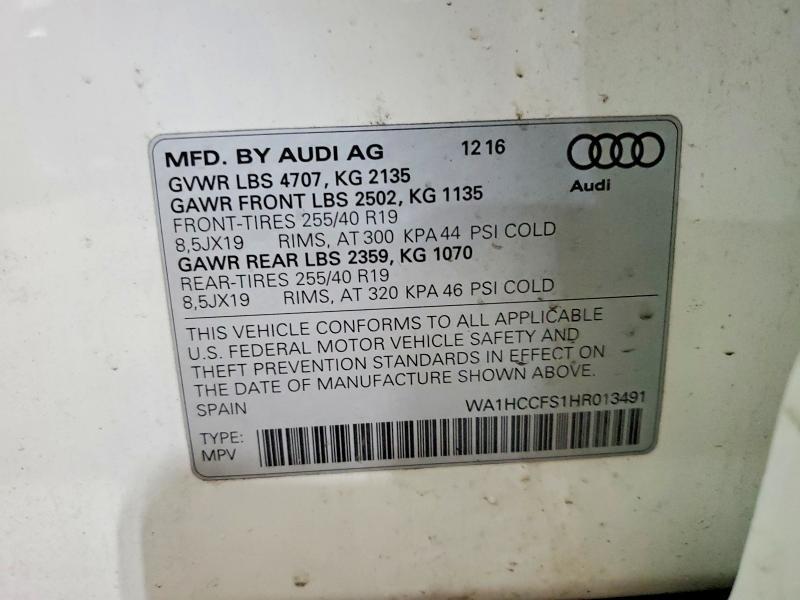 MFD. BY AUDI AG 12 16
Audi
GVWR LBS 4707, KG 2135
GAWR FRONT LBS 2502, KG 1135
FRONT-TIRES 255/40 R19
8,5JX19 RIMS, AT 300 KPA 44 PSI COLD
GAWR REAR LBS 2359, KG 1070
REAR-TIRES 255/40 R19
8,5JX19 RIMS, AT 320 KPA 46 PSI COLD
THIS VEHICLE CONFORMS TO ALL APPLICABLE
U.S. FEDERAL MOTOR VEHICLE SAFETY AND
THEFT PREVENTION STANDARDS IN EFFECT ON
THE DATE OF MANUFACTURE SHOWN ABOVE.
SPAIN WA1HCCFS1HR013491
TYPE:
MPV